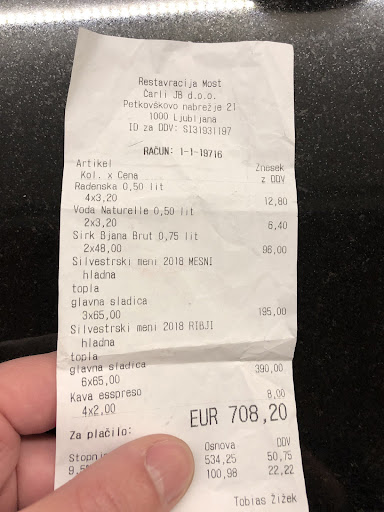 Restavracija Most
Carli JB d.o.o.
Petkovškovo nabrežje 21
1000 Ljubljana
ID za DDV: SI31931197
RAČUN: 1-1-19716
Artikel Znesek
Kol. x Cena z DDV
Radenska 0,50 lit
4x3,20 12,80
Voda Naturelle 0,50 lit
2x3,20 6,40
Sirk Bjana Brut 0,75 lit
2x48,00 96,00
Silvestrski meni 2018 MESNI
hladna
topla
glavna sladica
3x65,00 195,00
Silvestrski meni 2018 RIBJI
hladna
topla
glavna sladica
6x65,00 390,00
Kava esspreso
4x2,00 8,00
Za plačilo: EUR 708,20
Osnova DDV
534,25 50,75
100,98 22,22
Tobias Žižek